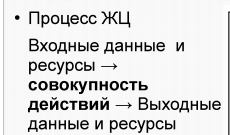 • Процесс ЖЦ
Входные данные и
ресурсы →
совокупность
действий → Выходные
данные и ресурсы